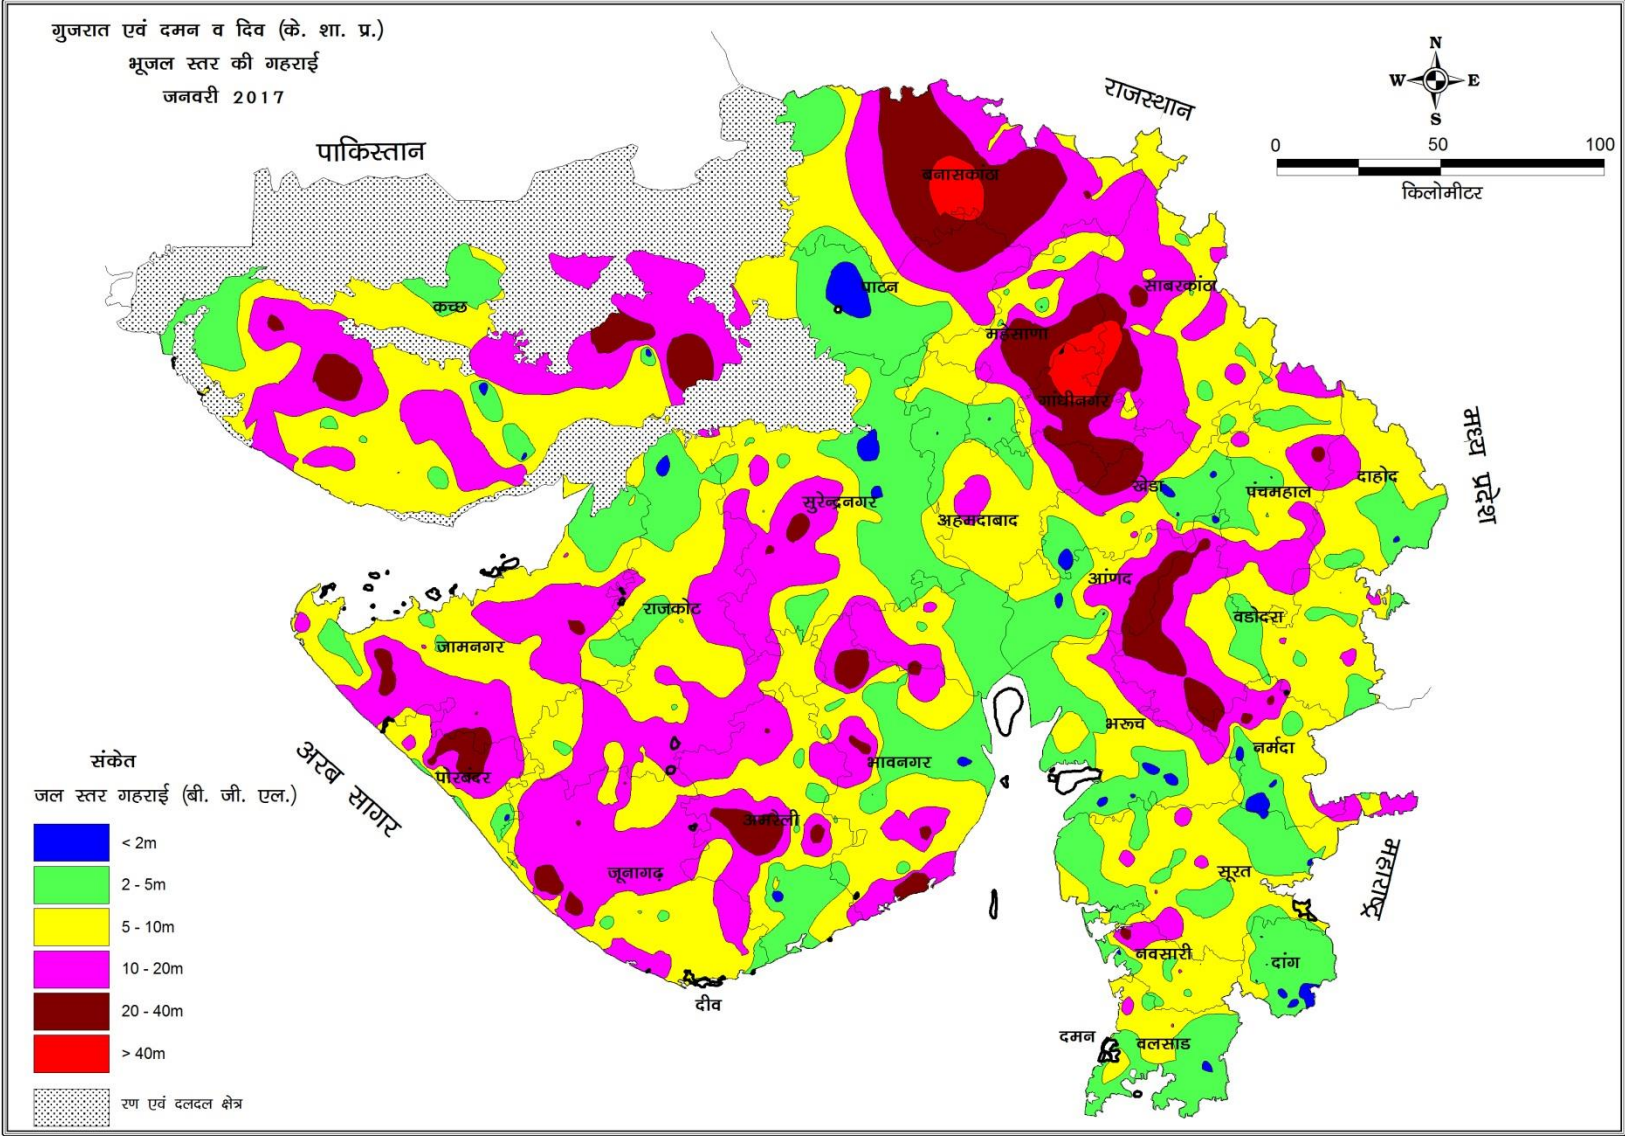 गुजरात एवं दमन व दिव (के. शा. प्र.)
भूजल स्तर की गहराई
जनवरी 2017
N
W E
S
0 50 100
किलोमीटर
राजस्थान
पाकिस्तान
बनासकांठा
कच्छ
पाटन
साबरकांठा
महेसाणा
गांधीनगर
मध्य प्रदेश
दाहोद
खेडा
पंचमहाल
सुरेन्द्रनगर
अहमदाबाद
आंणद
राजकोट
वडोदरा
जामनगर
भरूच
नर्मदा
अरब सागर
पोरबंदर
भावनगर
अमरेली
जूनागढ़
सूरत
महाराष्ट्र
नवसारी
दांग
दीव
दमन
वलसाड
संकेत
जल स्तर गहराई (बी. जी. एल.)
< 2m
2 - 5m
5 - 10m
10 - 20m
20 - 40m
> 40m
रण एवं दलदल क्षेत्र